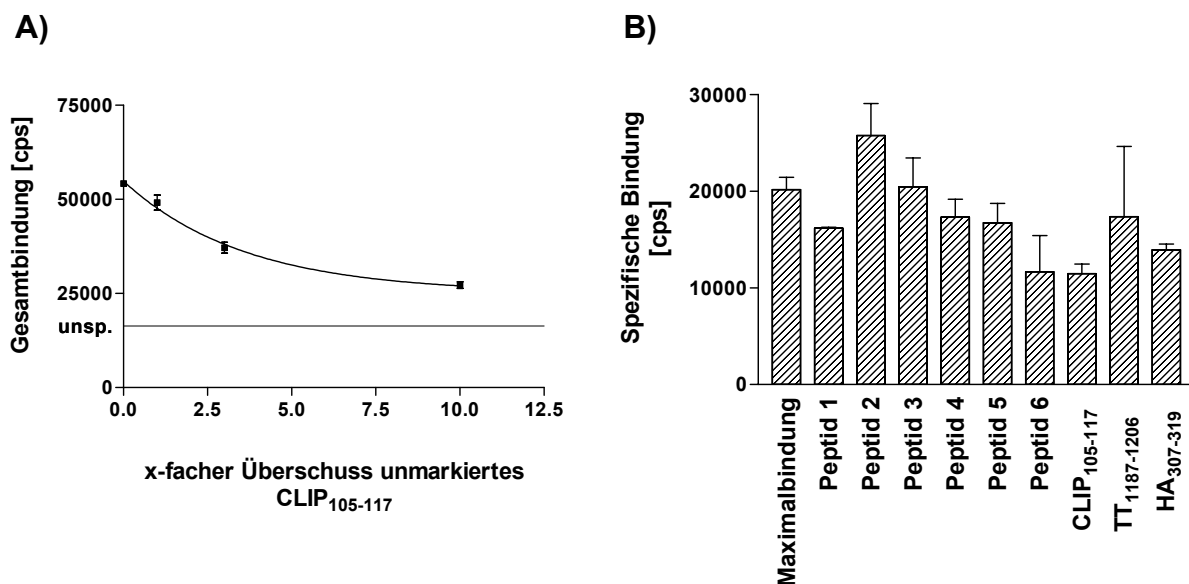 A)
Gesamtbindung [cps]
75000
50000
25000
unsp.
0
0.0 2.5 5.0 7.5 10.0 12.5
x-facher Überschuss unmarkiertes
CLIP105-117
B)
Spezifische Bindung
[cps]
30000
20000
10000
0
Maximalbindung
Peptid 1
Peptid 2
Peptid 3
Peptid 4
Peptid 5
Peptid 6
CLIP105-117
TT1187-1206
HA307-319